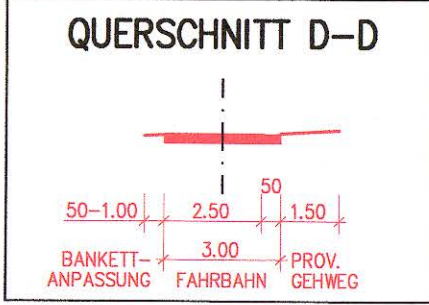 QUERSCHNITT D-D
50
50-1.00 2.50 1.50
3.00
BANKETT-
ANPASSUNG
FAHRBAHN
PROV.
GEHWEG